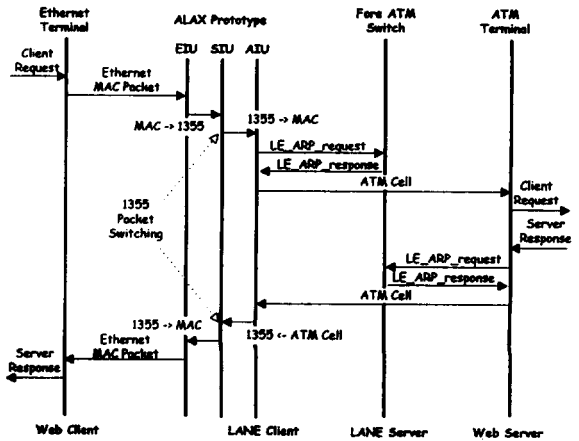 Ethernet
Terminal
ALAX Prototype
Fore ATM
Switch
ATM
Terminal
EIU
SIU
AIU
Client
Request
Ethernet
MAC Packet
MAC -> 1355
1355 -> MAC
LE_ARP_request
LE_ARP_response
ATM Cell
Client
Request
1355
Packet
Switching
Server
Response
LE_ARP_request
LE_ARP_response
ATM Cell
1355 -> MAC
1355 <- ATM Cell
Ethernet
MAC Packet
Server
Response
Web Client
LANE Client
LANE Server
Web Server